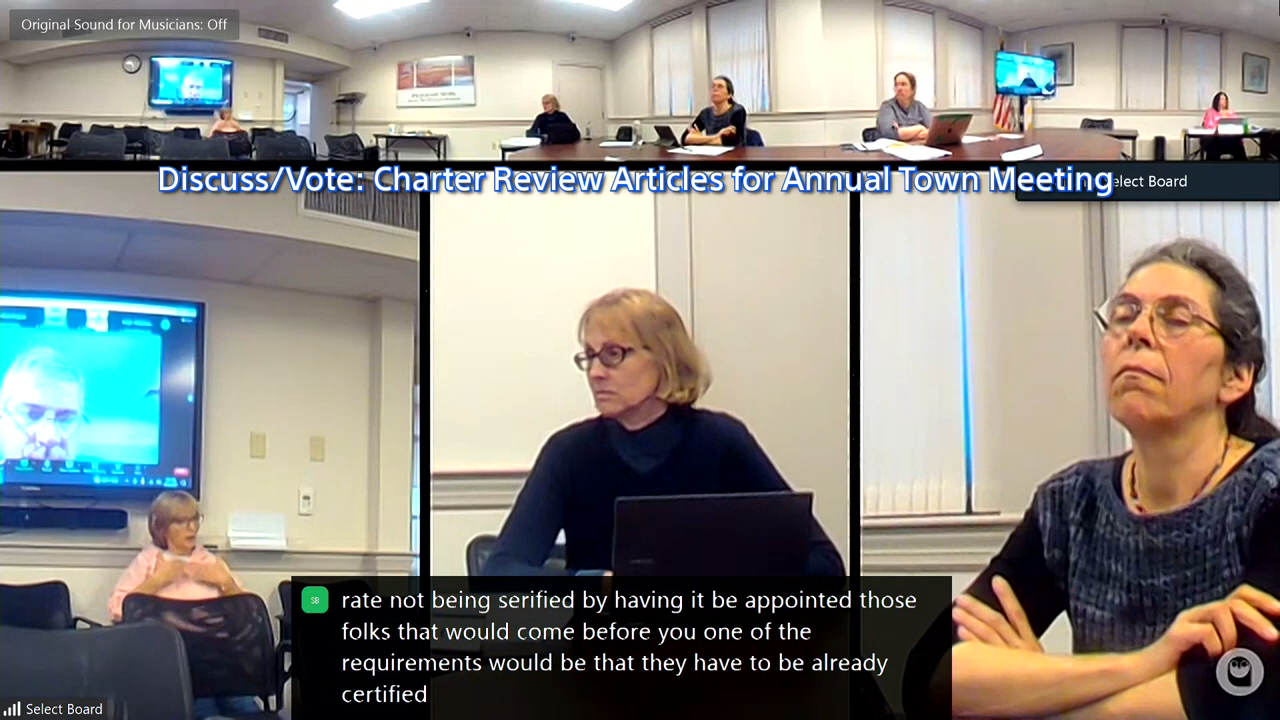 Original Sound for Musicians: Off
Discuss/Vote: Charter Review Articles for Annual Town Meeting
elect Board
SB
rate not being serified by having it be appointed those
folks that would come before you one of the
requirements would be that they have to be already
certified
Select Board